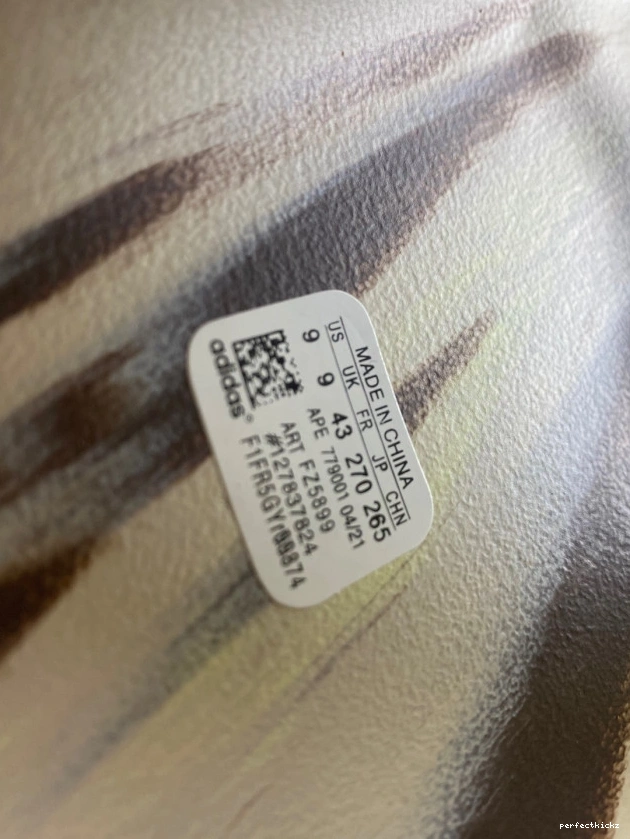 MADE IN CHINA
US UK FR JP CHN
9 9 43 270 265
APE 779001 04/21
ART FZ5899
#127837824
adidas®
perfectkickz